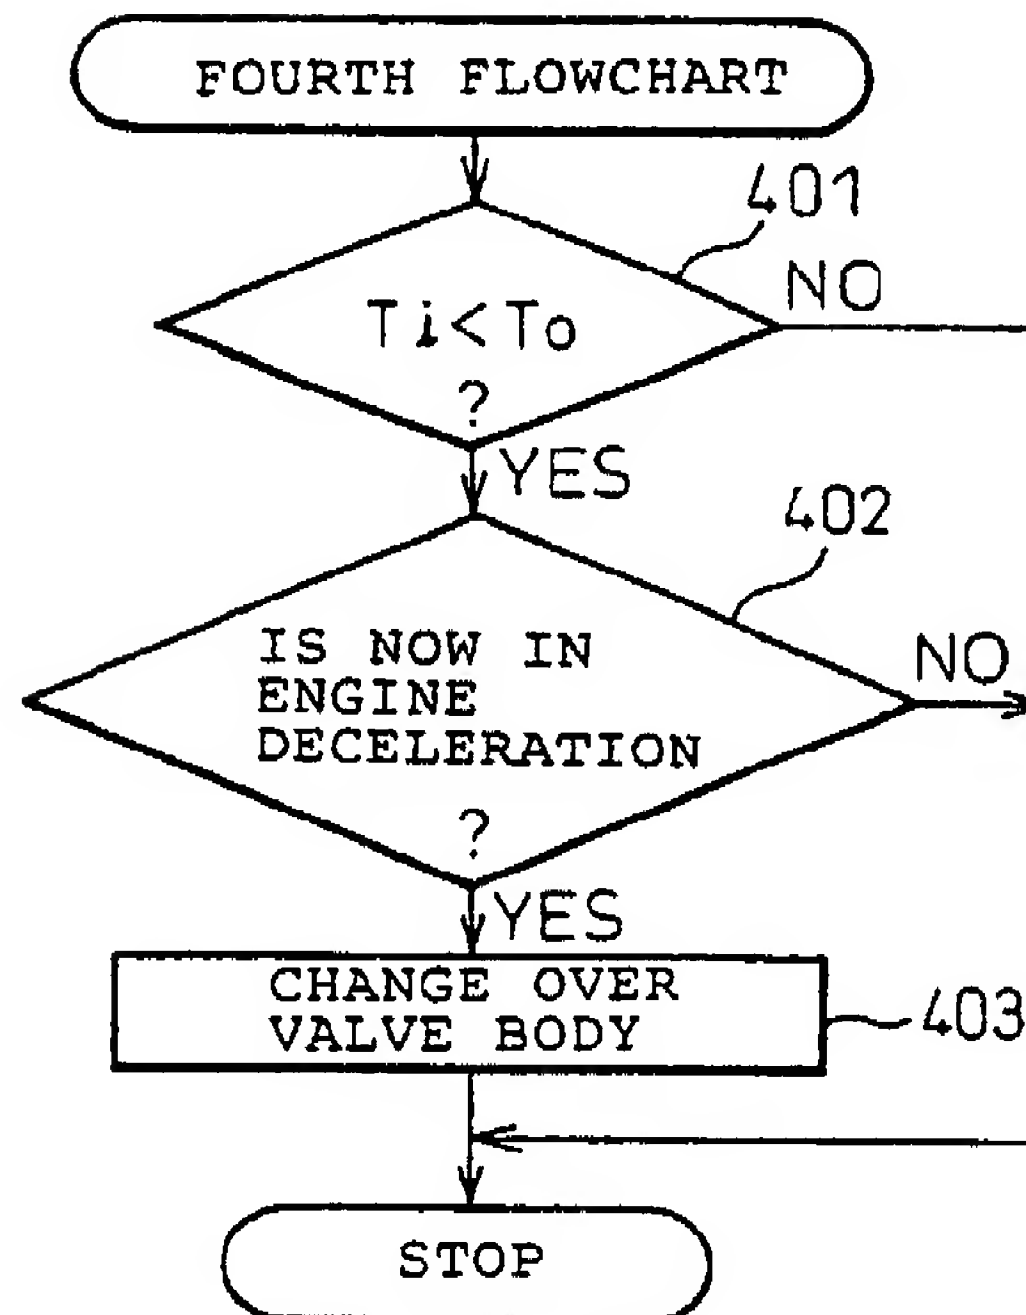 FOURTH FLOWCHART
401
NO
Ti<To
?
YES
402
IS NOW IN
ENGINE
DECELERATION
?
NO
YES
CHANGE OVER
VALVE BODY
403
STOP